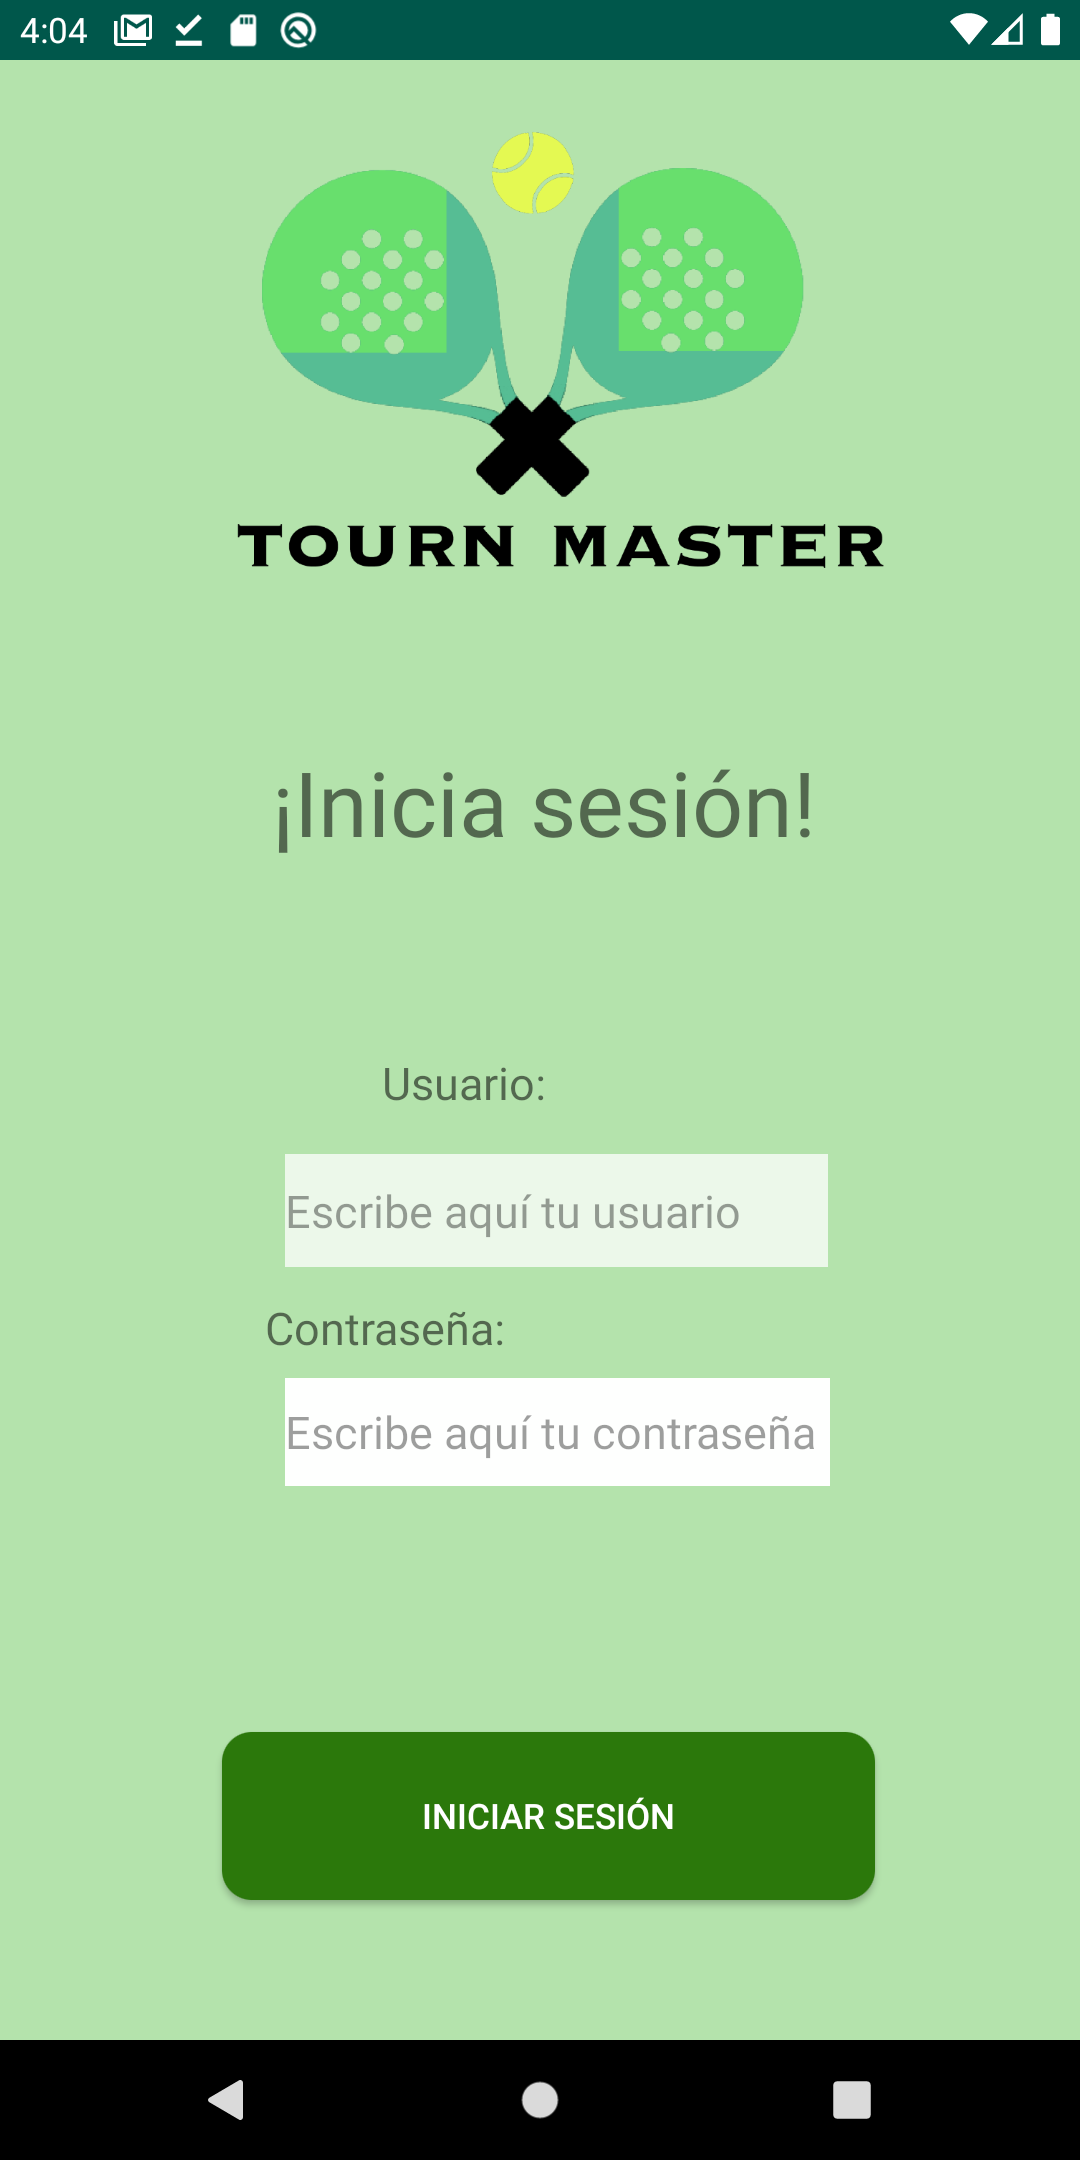 4:04
TOURN MASTER
¡Inicia sesión!
Usuario:
Escribe aquí tu usuario
Contraseña:
Escribe aquí tu contraseña
INICIAR SESIÓN